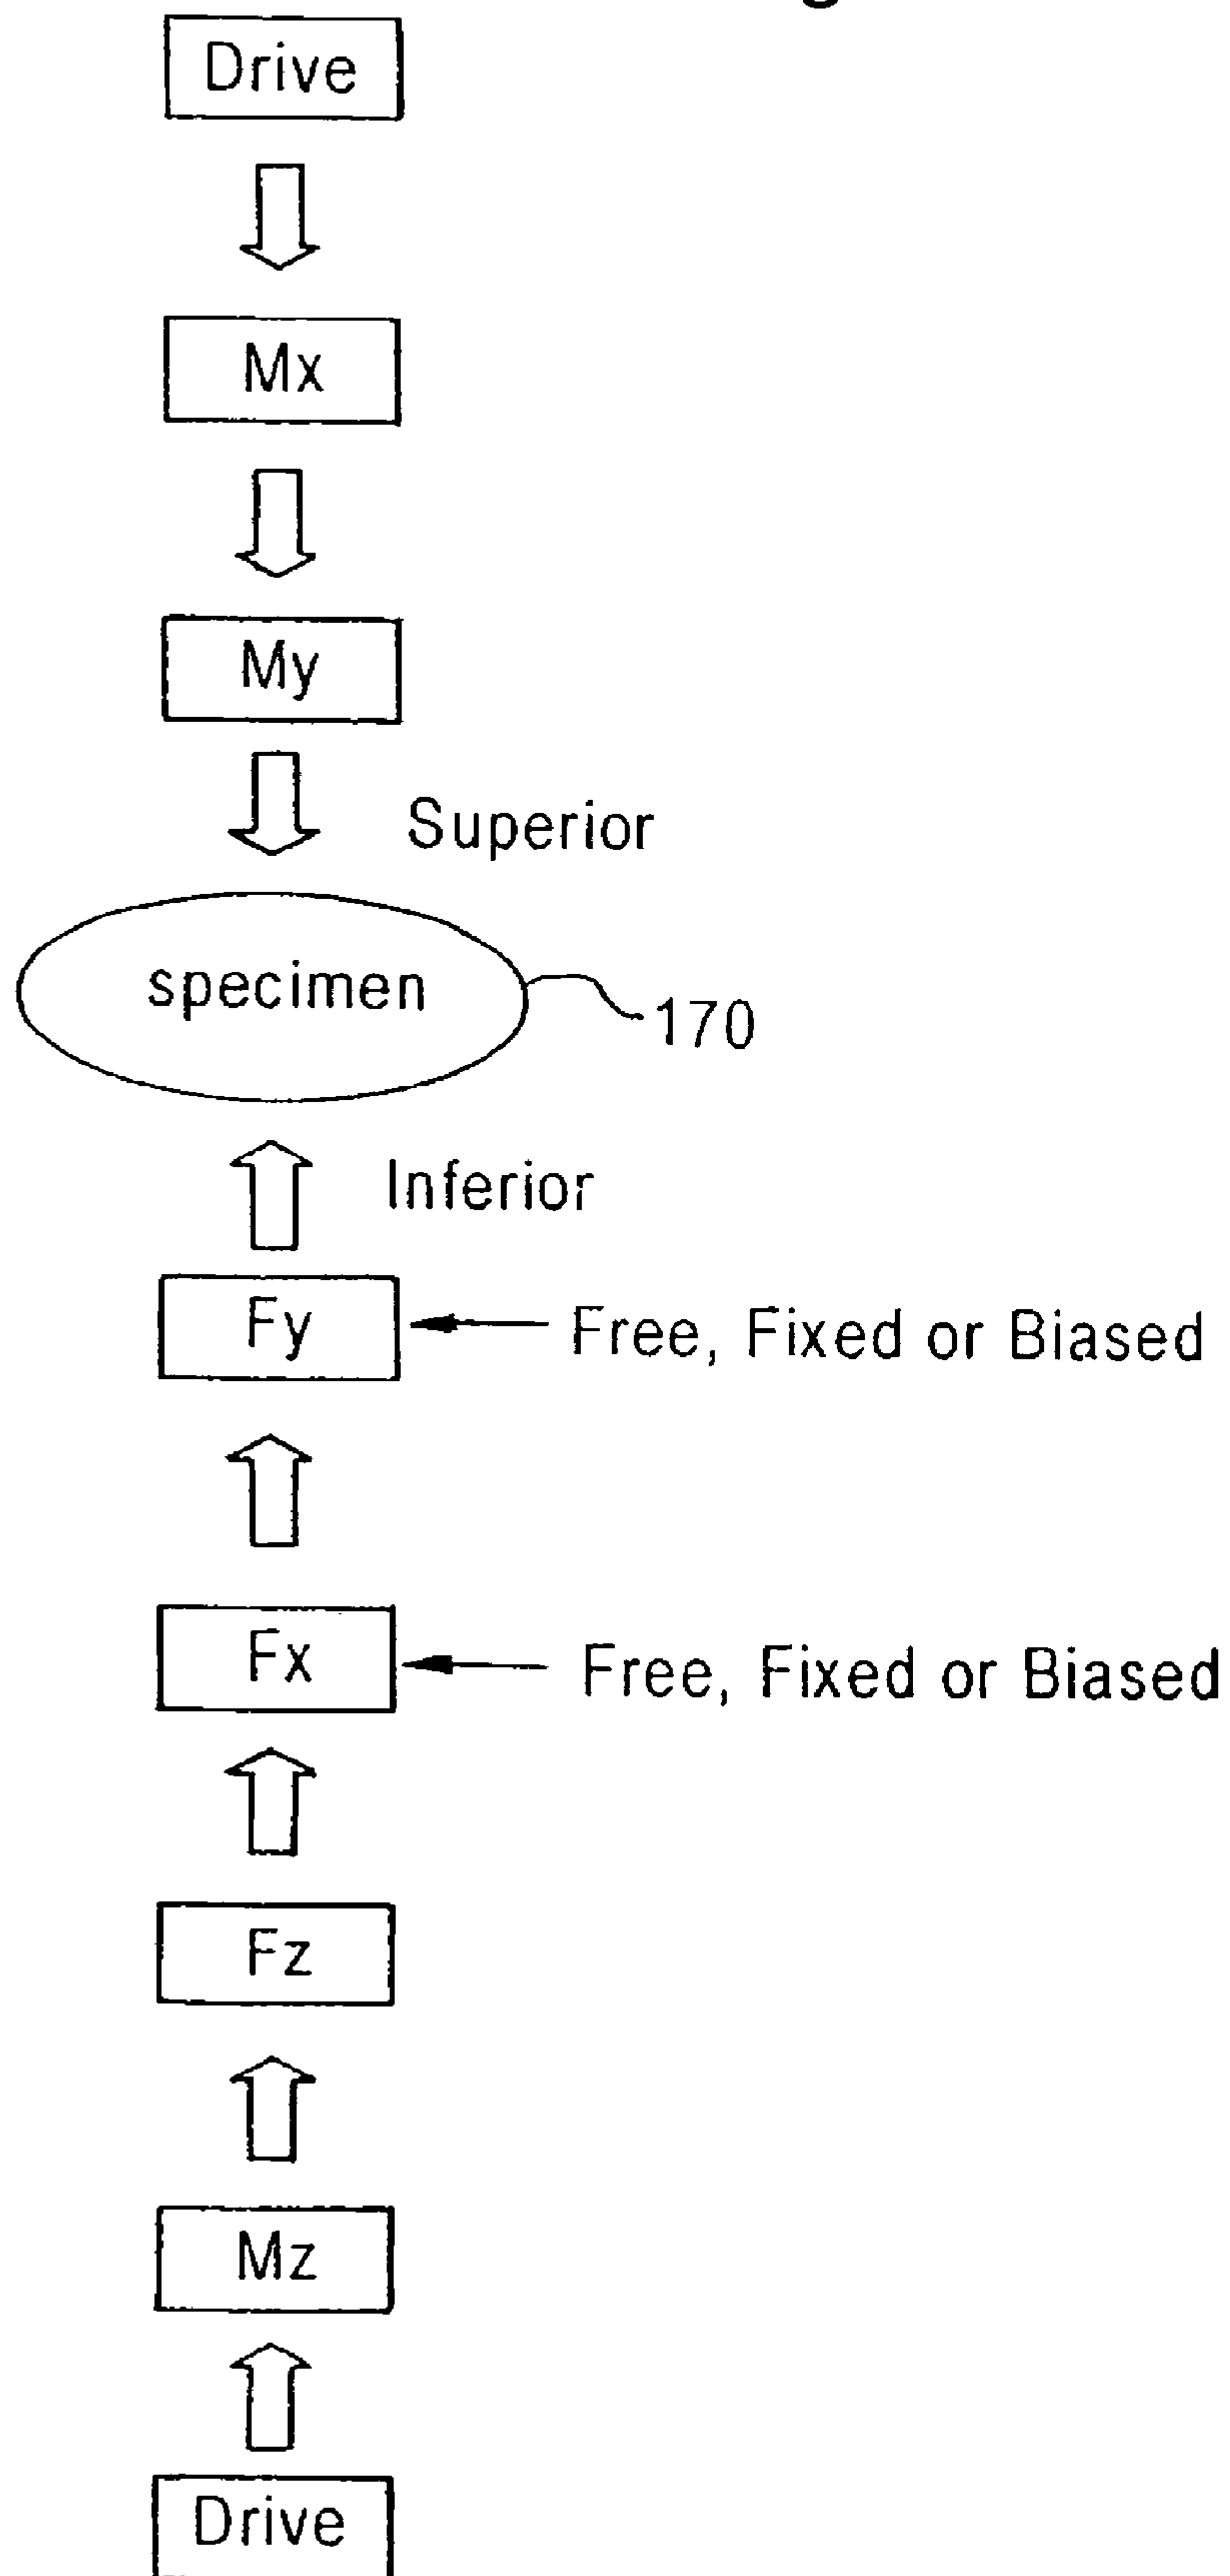 Drive
Mx
My
Superior
specimen
170
Inferior
Fy
Free, Fixed or Biased
Fx
Free, Fixed or Biased
Fz
Mz
Drive